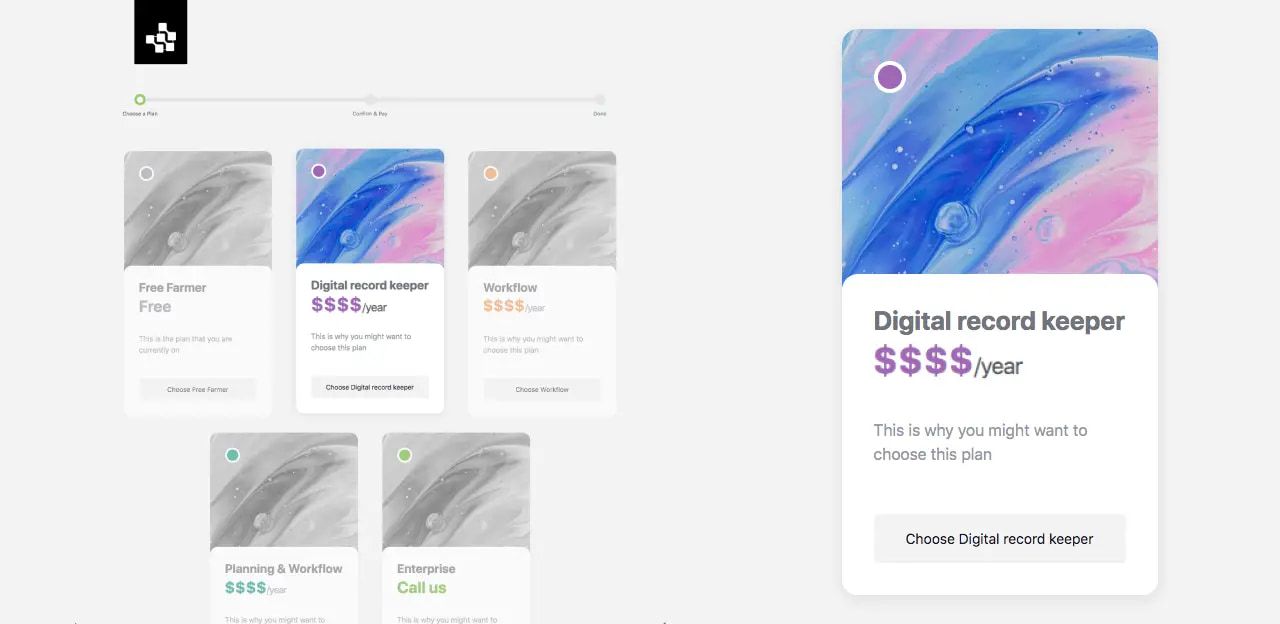 Choose a Plan
Confirm & Pay
Done
Free Farmer
Free
This is the plan that you are
currently on
Choose Free Farmer
Digital record keeper
$$$$/year
This is why you might want to
choose this plan
Choose Digital record keeper
Workflow
$$$$/year
This is why you might want to
choose this plan
Choose Workflow
Planning & Workflow
$$$$/year
This is why you might want to
Enterprise
Call us
This is why you might want to
Digital record keeper
$$$$/year
This is why you might want to
choose this plan
Choose Digital record keeper